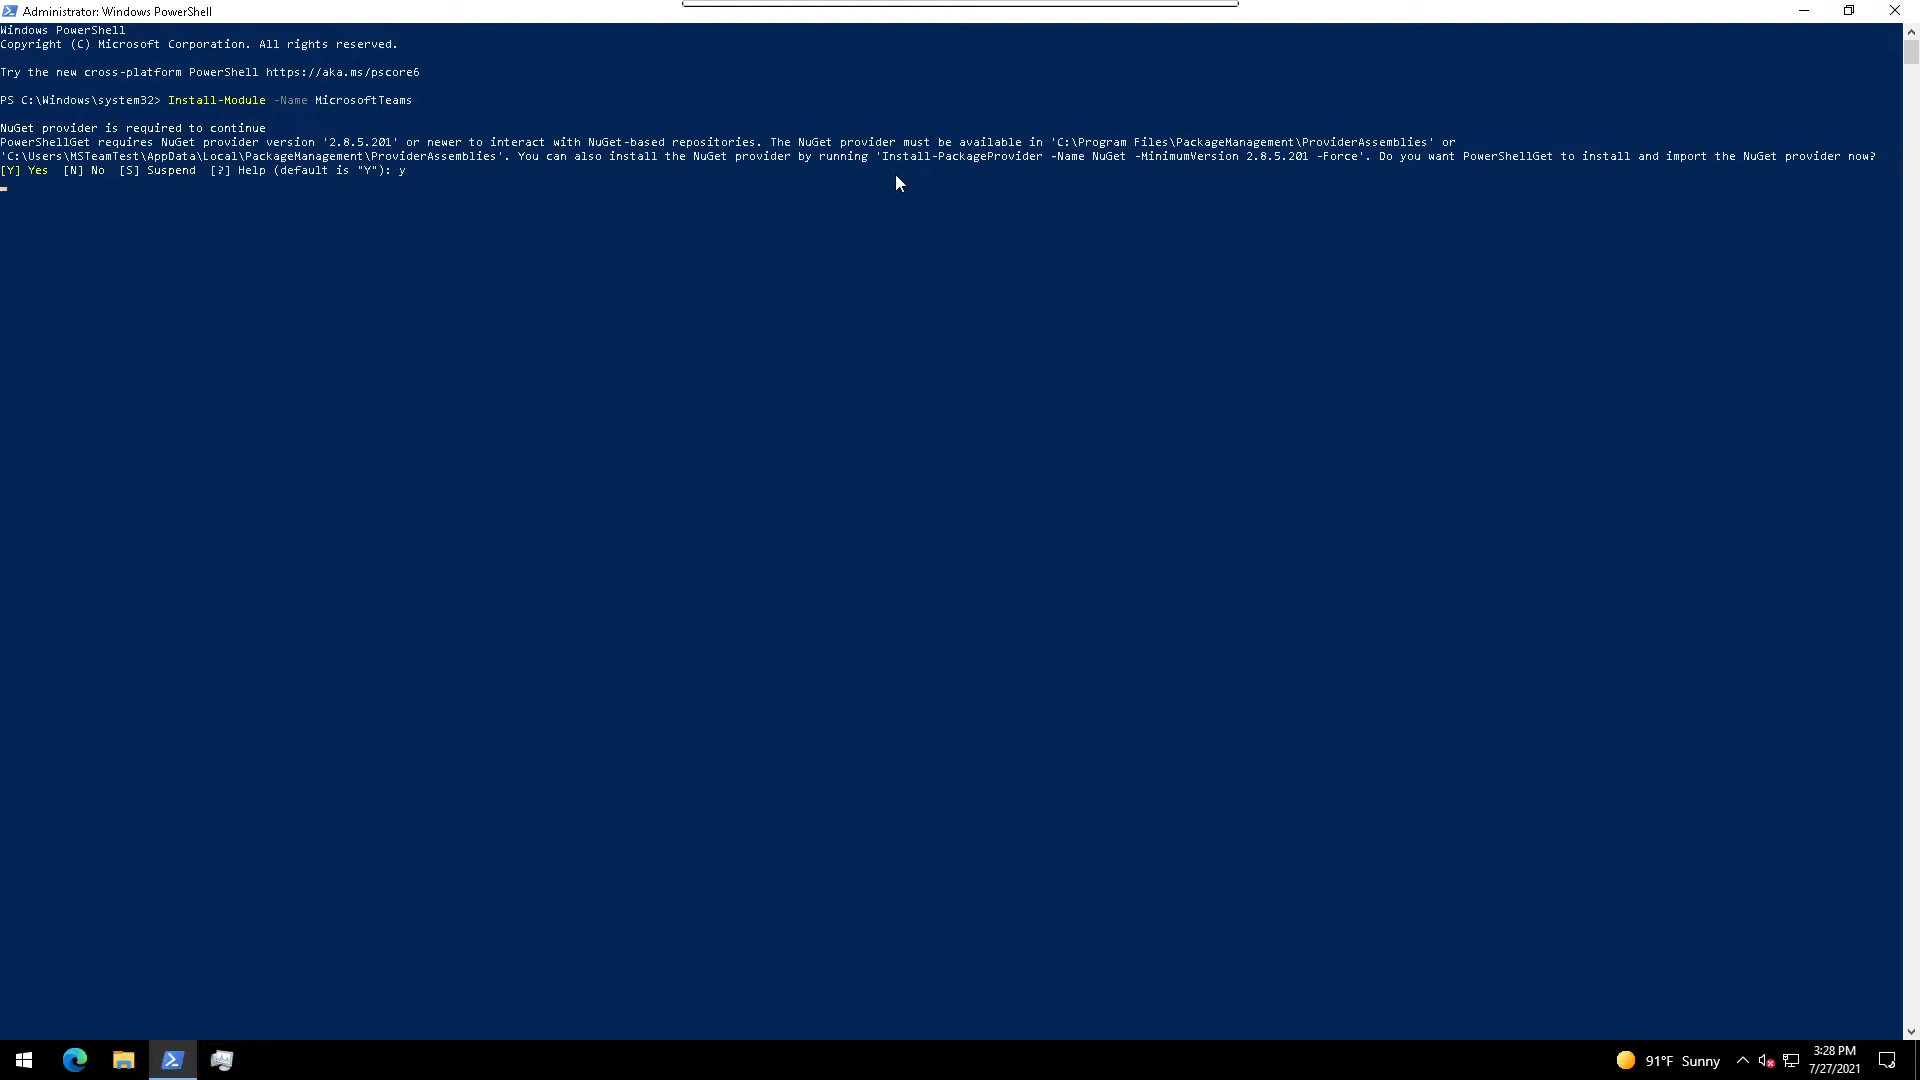 Administrator: Windows PowerShell
Windows PowerShell
Copyright (C) Microsoft Corporation. All rights reserved.
Try the new cross-platform PowerShell https://aka.ms/pscore6
PS C:\Windows\system32> Install-Module -Name MicrosoftTeams
NuGet provider is required to continue
PowerShellGet requires NuGet provider version '2.8.5.201' or newer to interact with NuGet-based repositories. The NuGet provider must be available in 'C:\Program Files\PackageManagement\ProviderAssemblies' or
'C:\Users\MSTeamTest\AppData\Local\PackageManagement\ProviderAssemblies'. You can also install the NuGet provider by running 'Install-PackageProvider -Name NuGet -MinimumVersion 2.8.5.201 -Force'. Do you want PowerShellGet to install and import the NuGet provider now?
[Y] Yes  [N] No  [S] Suspend  [?] Help (default is "Y"): y
91°F Sunny
3:28 PM
7/27/2021